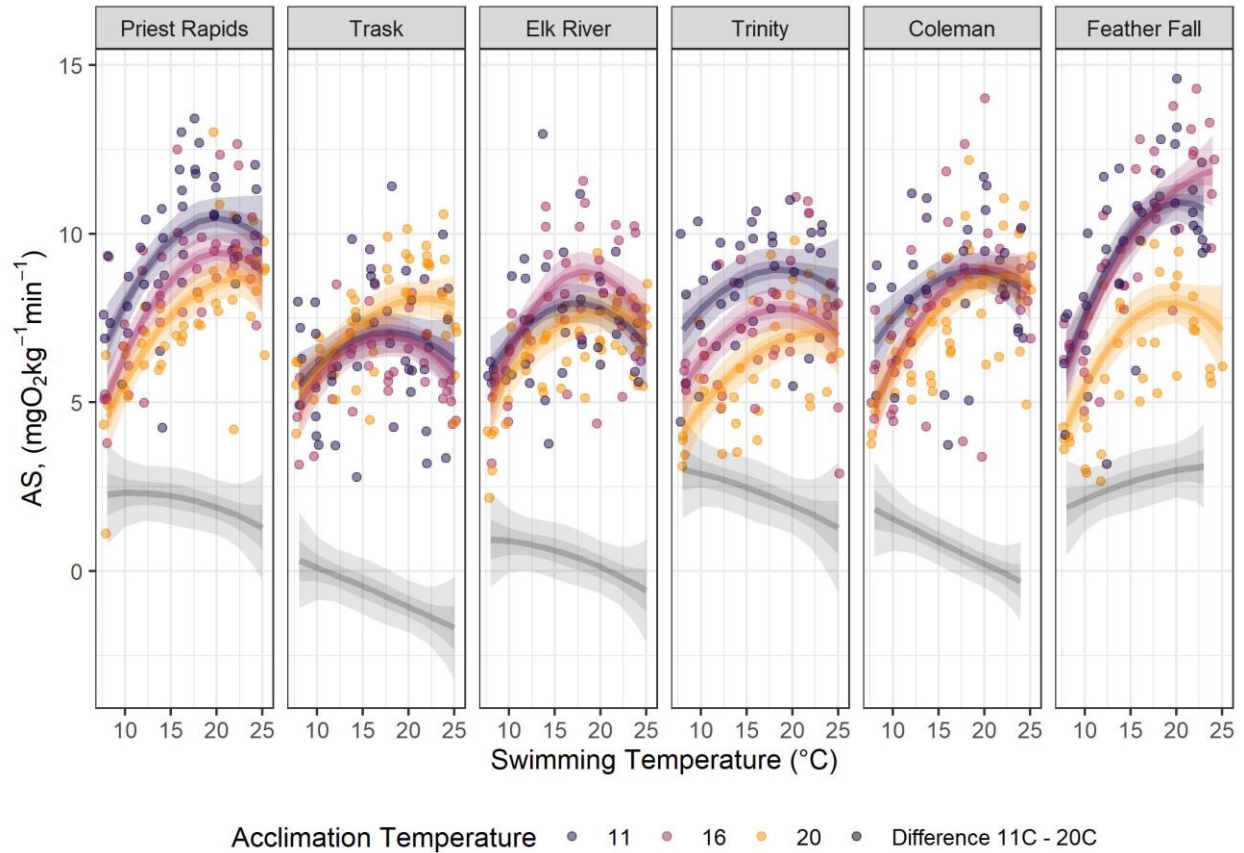 Priest Rapids Trask Elk River Trinity Coleman Feather Fall
15
10
5
0
AS, (mgO₂kg⁻¹min⁻¹)
10 15 20 25 10 15 20 25 10 15 20 25 10 15 20 25 10 15 20 25 10 15 20 25
Swimming Temperature (°C)
Acclimation Temperature 11 16 20 Difference 11C - 20C